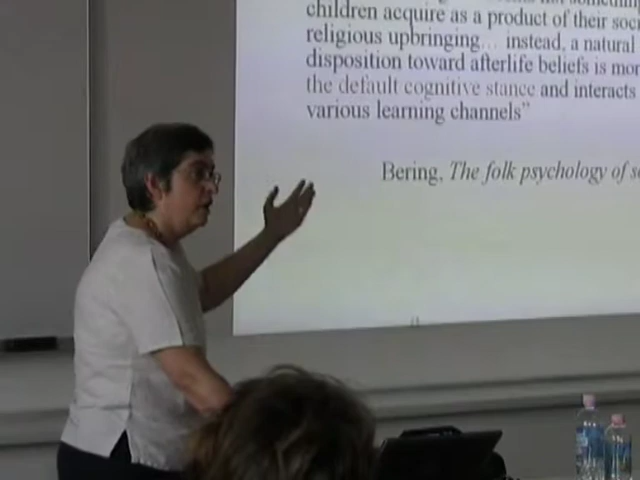 children acquire as a product of their soci
religious upbringing... instead, a natural
disposition toward afterlife beliefs is mor
the default cognitive stance and interacts
various learning channels”
Bering, The folk psychology of s